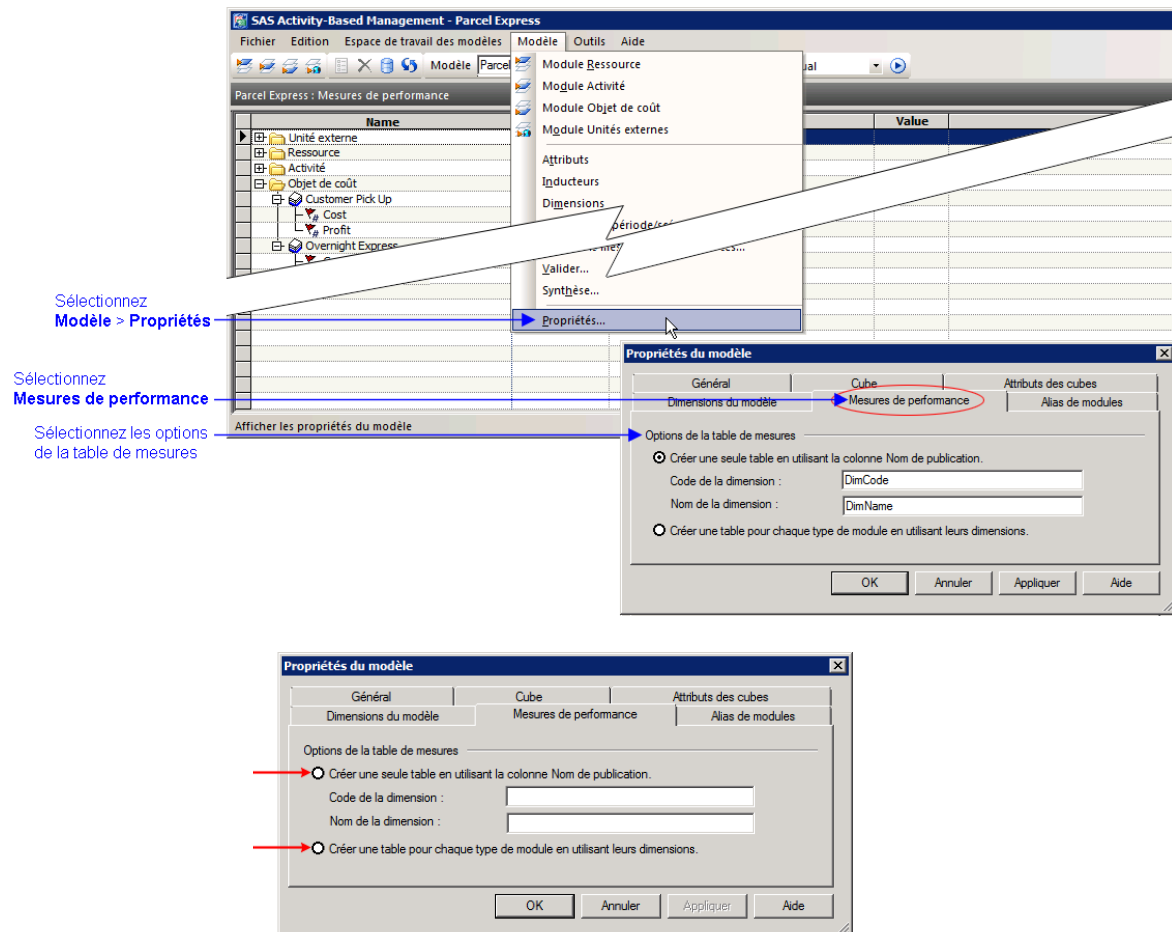 SAS Activity-Based Management - Parcel Express
Fichier Edition Espace de travail des modèles Modèle Outils Aide
Modèle Parcel
Module Ressource
Module Activité
Module Objet de coût
Module Unités externes
Attributs
Inducteurs
Dimensions
Valider...
Synthèse...
Propriétés...
Parcel Express : Mesures de performance
Name Value
Unité externe
Ressource
Activité
Objet de coût
Customer Pick Up
Cost
Profit
Overnight Express
Sélectionnez
Modèle > Propriétés
Sélectionnez
Mesures de performance
Sélectionnez les options
de la table de mesures
Afficher les propriétés du modèle
Propriétés du modèle
Général Cube Attributs des cubes
Dimensions du modèle Mesures de performance Alias de modules
Options de la table de mesures
Créer une seule table en utilisant la colonne Nom de publication.
Code de la dimension : DimCode
Nom de la dimension : DimName
Créer une table pour chaque type de module en utilisant leurs dimensions.
OK Annuler Appliquer Aide
Propriétés du modèle
Général Cube Attributs des cubes
Dimensions du modèle Mesures de performance Alias de modules
Options de la table de mesures
Créer une seule table en utilisant la colonne Nom de publication.
Code de la dimension :
Nom de la dimension :
Créer une table pour chaque type de module en utilisant leurs dimensions.
OK Annuler Appliquer Aide